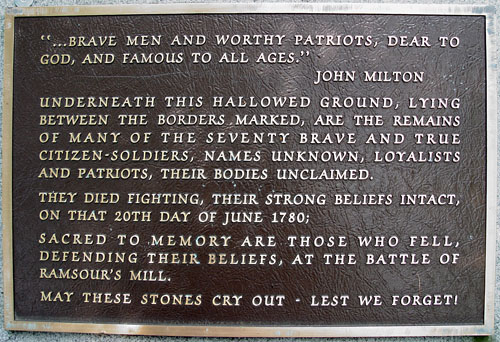 “...BRAVE MEN AND WORTHY PATRIOTS, DEAR TO
GOD, AND FAMOUS TO ALL AGES.”
JOHN MILTON
UNDERNEATH THIS HALLOWED GROUND, LYING
BETWEEN THE BORDERS MARKED, ARE THE REMAINS
OF MANY OF THE SEVENTY BRAVE AND TRUE
CITIZEN-SOLDIERS, NAMES UNKNOWN, LOYALISTS
AND PATRIOTS, THEIR BODIES UNCLAIMED.
THEY DIED FIGHTING, THEIR STRONG BELIEFS INTACT,
ON THAT 20TH DAY OF JUNE 1780;
SACRED TO MEMORY ARE THOSE WHO FELL,
DEFENDING THEIR BELIEFS, AT THE BATTLE OF
RAMSOUR'S MILL.
MAY THESE STONES CRY OUT - LEST WE FORGET!